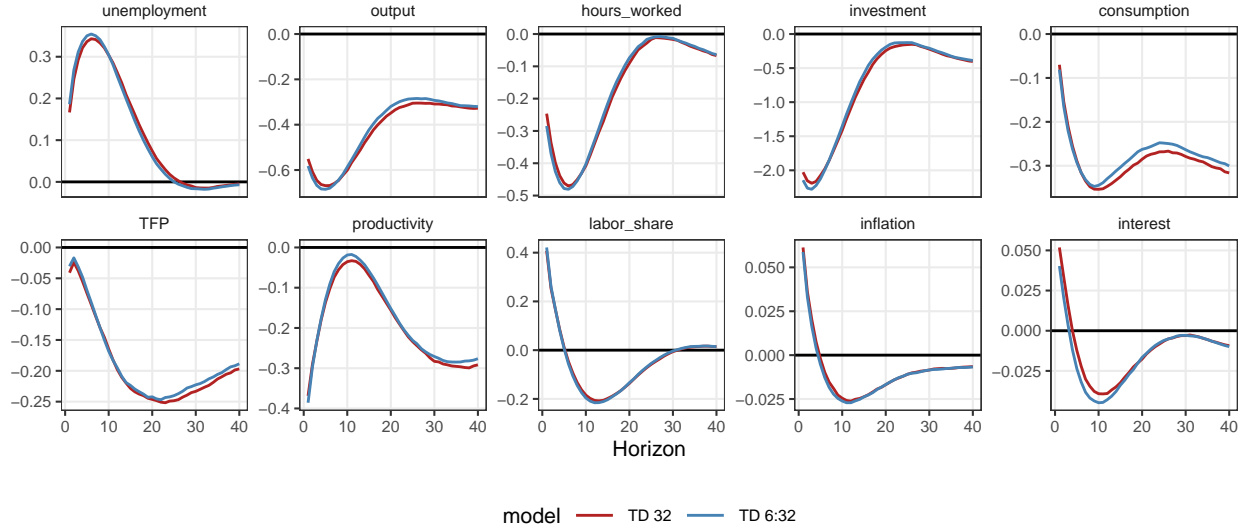 unemployment output hours_worked investment consumption
0.3 0.2 0.1 0.0
0.0 −0.2 −0.4 −0.6
0.0 −0.1 −0.2 −0.3 −0.4 −0.5
0.0 −0.5 −1.0 −1.5 −2.0
0.0 −0.1 −0.2 −0.3
TFP productivity labor_share inflation interest
0.00 −0.05 −0.10 −0.15 −0.20 −0.25
0.0 −0.1 −0.2 −0.3 −0.4
0.4 0.2 0.0 −0.2
0.050 0.025 0.000 −0.025
0.050 0.025 0.000 −0.025
0 10 20 30 40 0 10 20 30 40 0 10 20 30 40 0 10 20 30 40 0 10 20 30 40
Horizon
model TD 32 TD 6:32